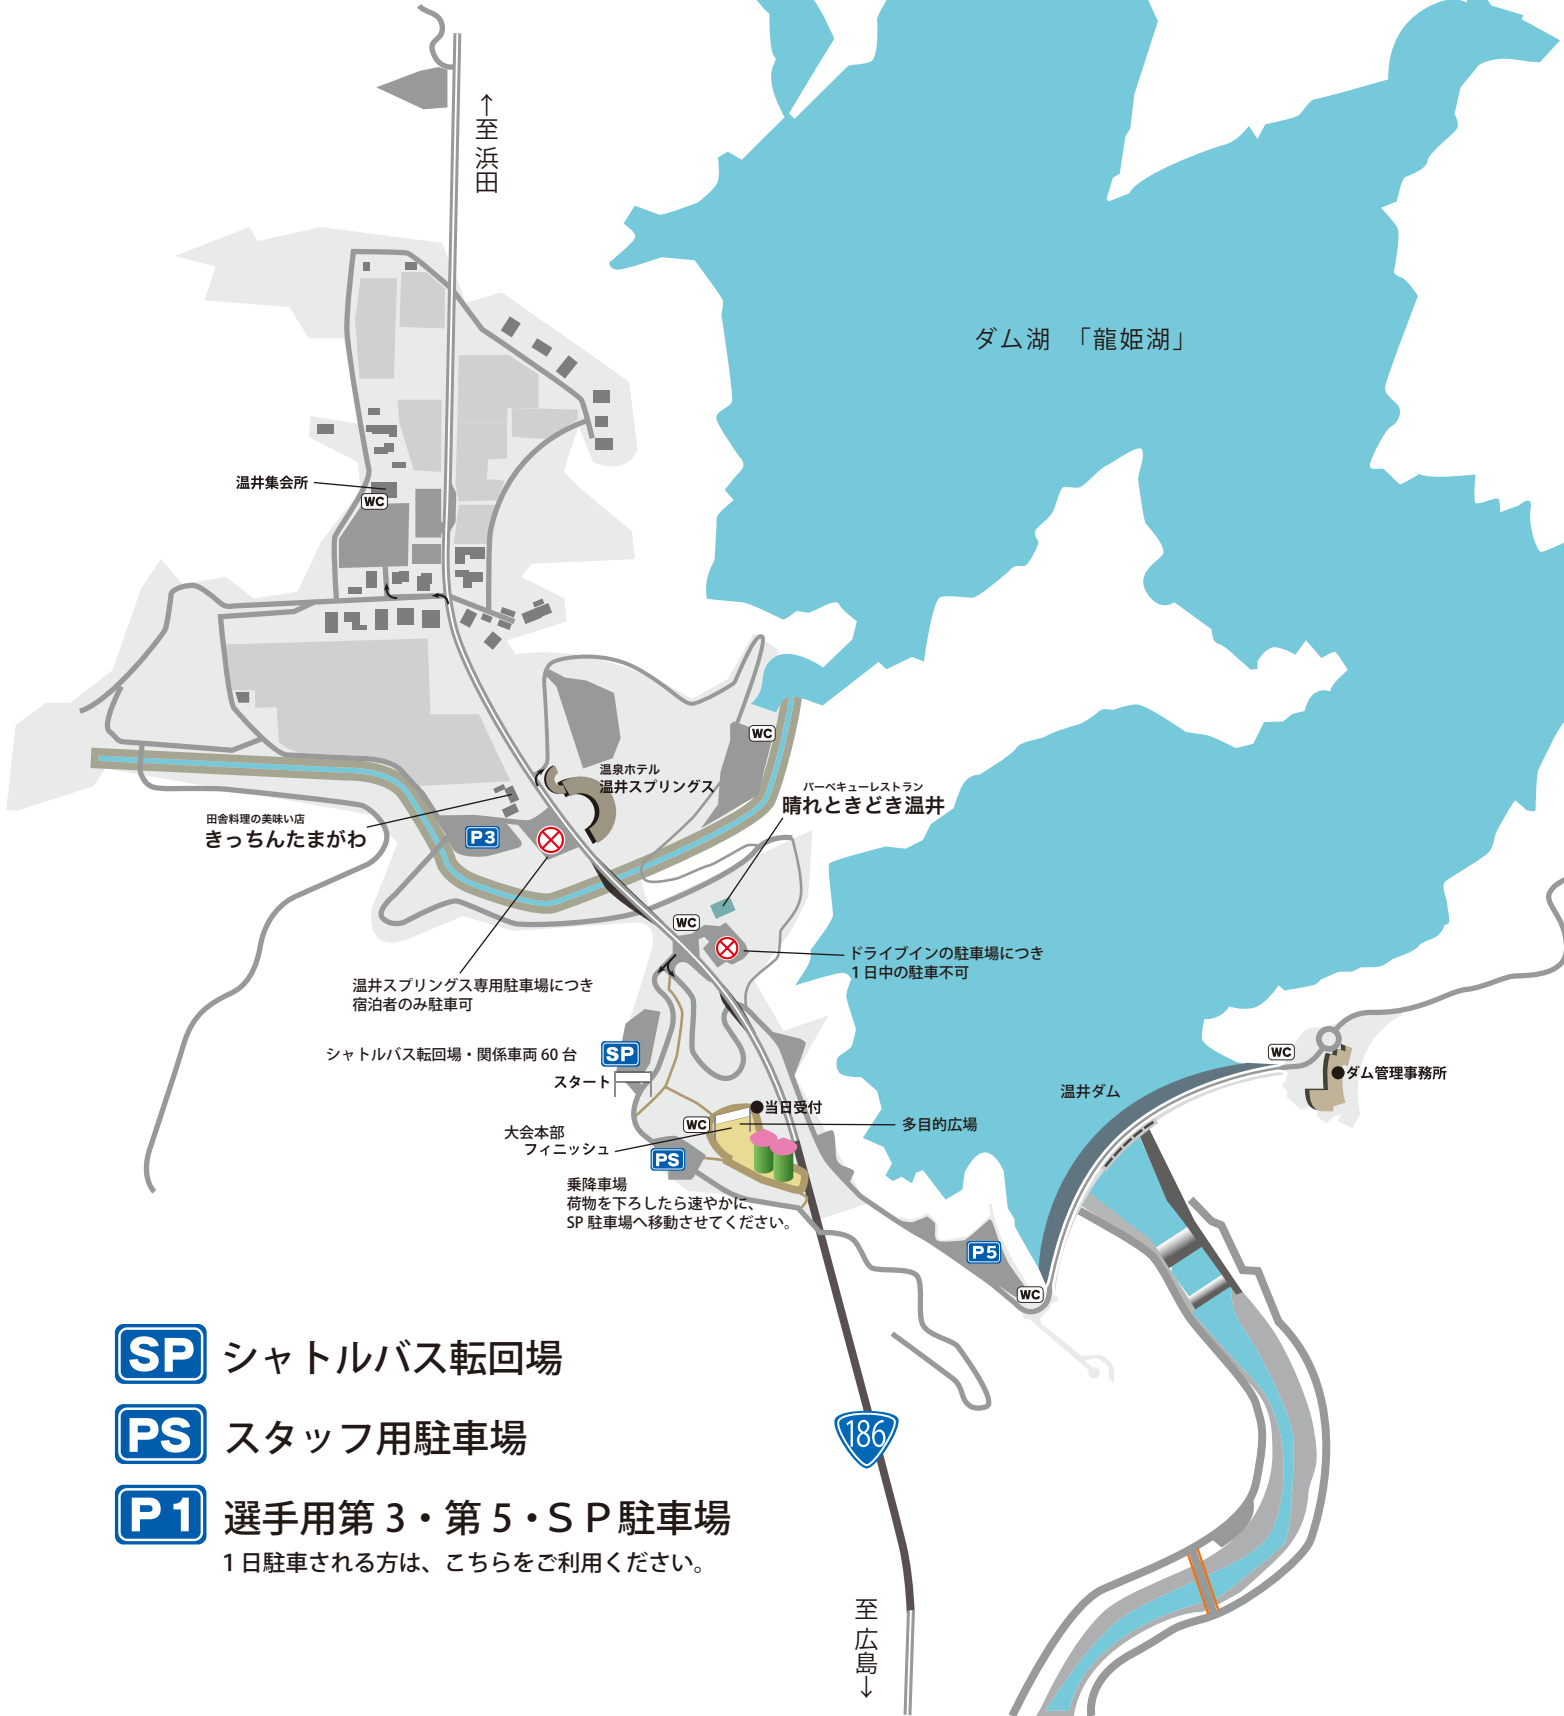 ↑至 浜田
ダム湖 「龍姫湖」
温井集会所
WC
WC
温泉ホテル
温井スプリングス
バーベキューレストラン
晴れときどき温井
田舎料理の美味い店
きっちんたまがわ
P3
WC
ドライブインの駐車場につき
1日中の駐車不可
温井スプリングス専用駐車場につき
宿泊者のみ駐車可
シャトルバス転回場・関係車両 60 台
SP
スタート
WC
温井ダム
ダム管理事務所
当日受付
WC
多目的広場
大会本部
フィニッシュ
PS
乗降車場
荷物を下ろしたら速やかに、
SP 駐車場へ移動させてください。
P5
WC
SP シャトルバス転回場
PS スタッフ用駐車場
P1 選手用第 3・第 5・ＳＰ駐車場
1 日駐車される方は、こちらをご利用ください。
186
至 広島↓